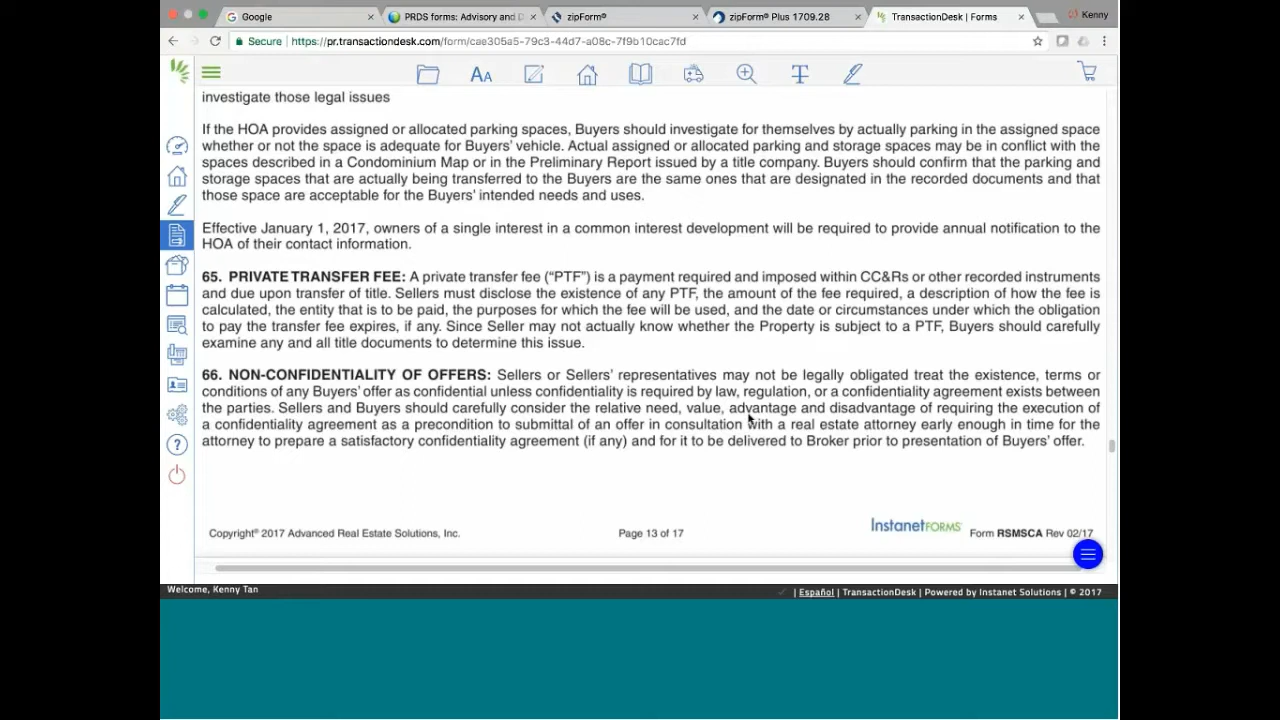 Google
PRDS forms: Advisory and D
zipForm®
zipForm® Plus 1709.28
TransactionDesk | Forms
Kenny
Secure | https://pr.transactiondesk.com/form/cae305a5-79c3-44d7-a08c-7f9b10cac7fd
investigate those legal issues
If the HOA provides assigned or allocated parking spaces, Buyers should investigate for themselves by actually parking in the assigned space
whether or not the space is adequate for Buyers' vehicle. Actual assigned or allocated parking and storage spaces may be in conflict with the
spaces described in a Condominium Map or in the Preliminary Report issued by a title company. Buyers should confirm that the parking and
storage spaces that are actually being transferred to the Buyers are the same ones that are designated in the recorded documents and that
those space are acceptable for the Buyers' intended needs and uses.
Effective January 1, 2017, owners of a single interest in a common interest development will be required to provide annual notification to the
HOA of their contact information.
65. PRIVATE TRANSFER FEE: A private transfer fee ("PTF") is a payment required and imposed within CC&Rs or other recorded instruments
and due upon transfer of title. Sellers must disclose the existence of any PTF, the amount of the fee required, a description of how the fee is
calculated, the entity that is to be paid, the purposes for which the fee will be used, and the date or circumstances under which the obligation
to pay the transfer fee expires, if any. Since Seller may not actually know whether the Property is subject to a PTF, Buyers should carefully
examine any and all title documents to determine this issue.
66. NON-CONFIDENTIALITY OF OFFERS: Sellers or Sellers' representatives may not be legally obligated treat the existence, terms or
conditions of any Buyers' offer as confidential unless confidentiality is required by law, regulation, or a confidentiality agreement exists between
the parties. Sellers and Buyers should carefully consider the relative need, value, advantage and disadvantage of requiring the execution of
a confidentiality agreement as a precondition to submittal of an offer in consultation with a real estate attorney early enough in time for the
attorney to prepare a satisfactory confidentiality agreement (if any) and for it to be delivered to Broker prior to presentation of Buyers' offer.
Copyright® 2017 Advanced Real Estate Solutions, Inc.
Page 13 of 17
InstanetFORMS
Form RSMSCA Rev 02/17
Welcome, Kenny Tan
| Español | TransactionDesk | Powered by Instanet Solutions | © 2017